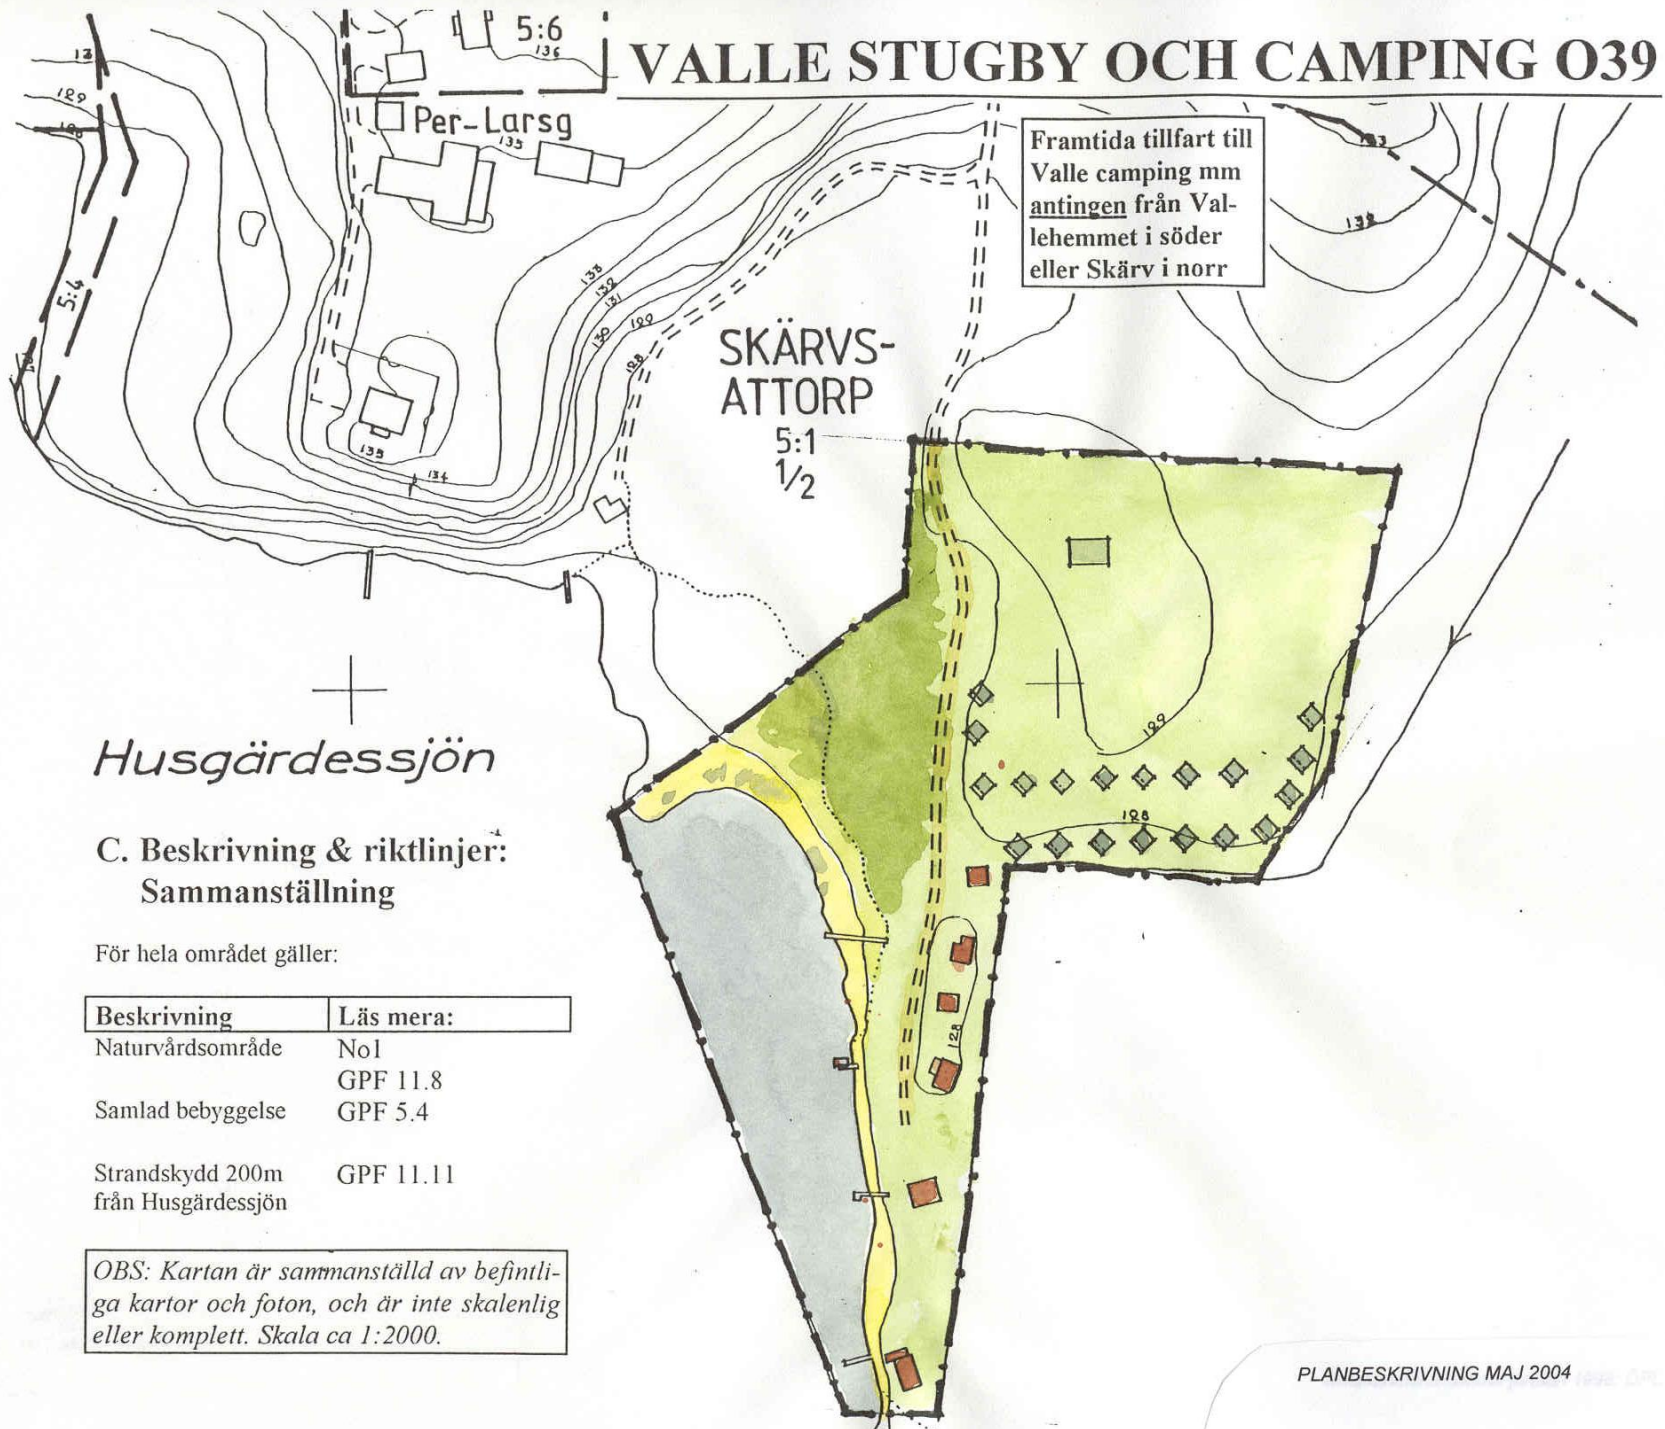 5:6
136
VALLE STUGBY OCH CAMPING O39
13
129
128
Per-Larsg
135
Framtida tillfart till
Valle camping mm
antingen från Val-
lehemmet i söder
eller Skärv i norr
133
132
5:4
133
132
131
130
129
128
SKÄRVS-
ATTORP
5:1
1/2
135
134
129
128
128
Husgärdessjön
C. Beskrivning & riktlinjer:
Sammanställning
För hela området gäller:
Beskrivning Läs mera:
Naturvårdsområde No1
GPF 11.8
Samlad bebyggelse GPF 5.4
Strandskydd 200m GPF 11.11
från Husgärdessjön
OBS: Kartan är sammanställd av befintli-
ga kartor och foton, och är inte skalenlig
eller komplett. Skala ca 1:2000.
PLANBESKRIVNING MAJ 2004